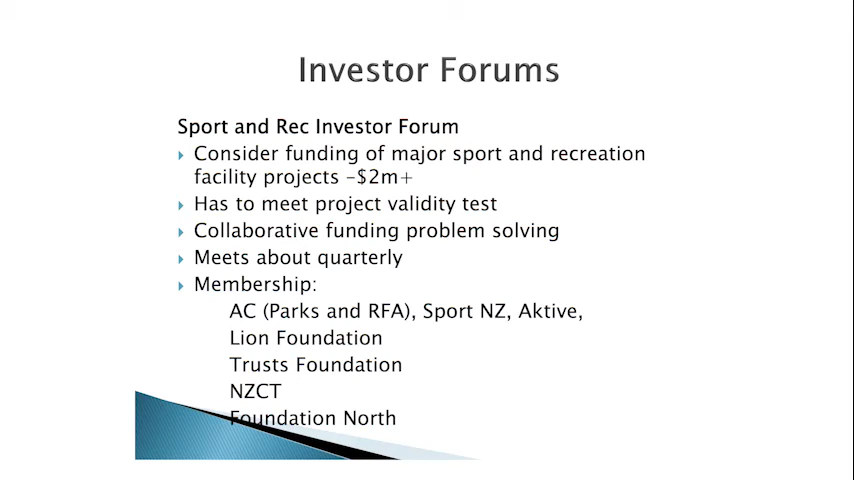 Investor Forums
Sport and Rec Investor Forum
Consider funding of major sport and recreation
facility projects -$2m+
Has to meet project validity test
Collaborative funding problem solving
Meets about quarterly
Membership:
AC (Parks and RFA), Sport NZ, Aktive,
Lion Foundation
Trusts Foundation
NZCT
Foundation North